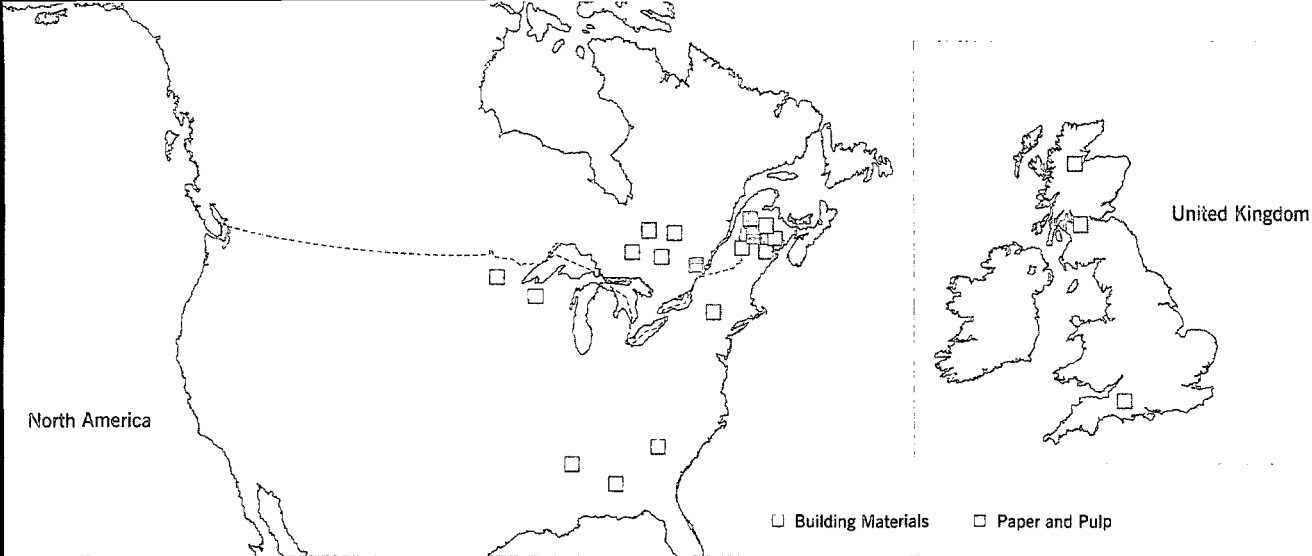 United Kingdom
North America
Building Materials
Paper and Pulp